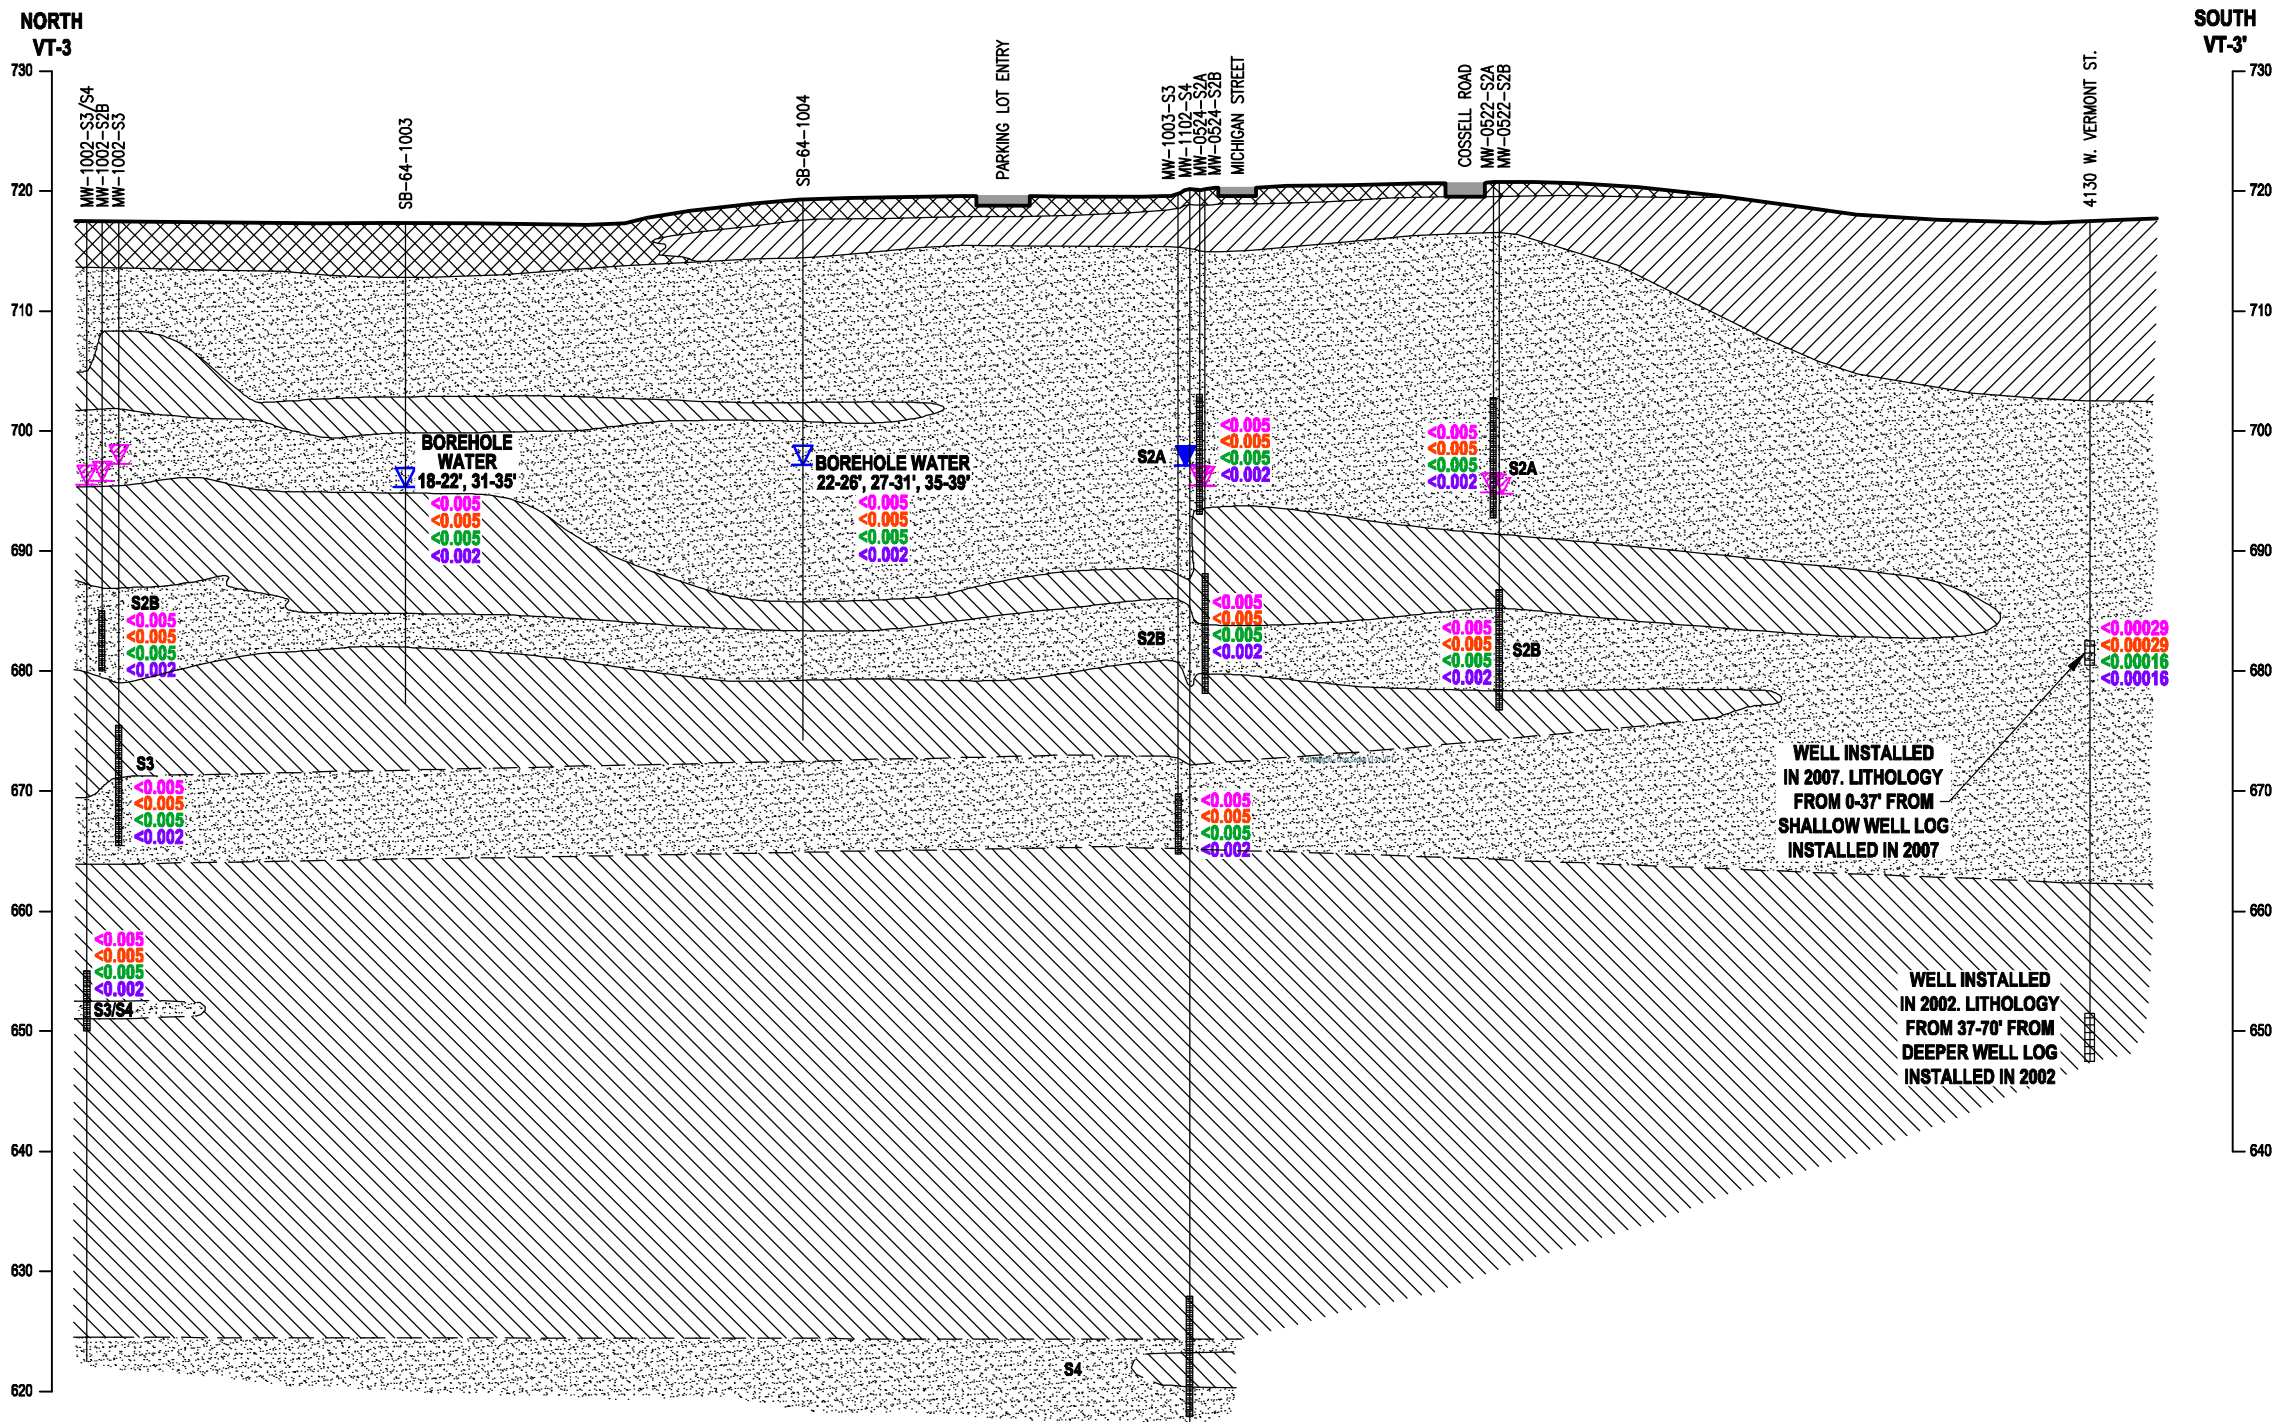 NORTH
VT-3
SOUTH
VT-3'
730
720
710
700
690
680
670
660
650
640
630
620
730
720
710
700
690
680
670
660
650
640
MW-1002-S3/S4
MW-1002-S2B
MW-1002-S3
SB-64-1003
SB-64-1004
PARKING LOT ENTRY
MW-1003-S3
MW-1102-S4
MW-0524-S2A
MW-0524-S2B
MICHIGAN STREET
COSSELL ROAD
MW-0522-S2A
MW-0522-S2B
4130 W. VERMONT ST.
BOREHOLE
WATER
18-22', 31-35'
<0.005
<0.005
<0.005
<0.002
BOREHOLE WATER
22-26', 27-31', 35-39'
<0.005
<0.005
<0.005
<0.002
S2A
<0.005
<0.005
<0.005
<0.002
<0.005
<0.005
<0.005
<0.002
S2A
S2B
<0.005
<0.005
<0.005
<0.002
S2B
<0.005
<0.005
<0.005
<0.002
<0.005
<0.005
<0.005
<0.002
S2B
<0.00029
<0.00029
<0.00016
<0.00016
S3
<0.005
<0.005
<0.005
<0.002
<0.005
<0.005
<0.005
<0.002
WELL INSTALLED
IN 2007. LITHOLOGY
FROM 0-37' FROM
SHALLOW WELL LOG
INSTALLED IN 2007
<0.005
<0.005
<0.005
<0.002
S3/S4
WELL INSTALLED
IN 2002. LITHOLOGY
FROM 37-70' FROM
DEEPER WELL LOG
INSTALLED IN 2002
S4